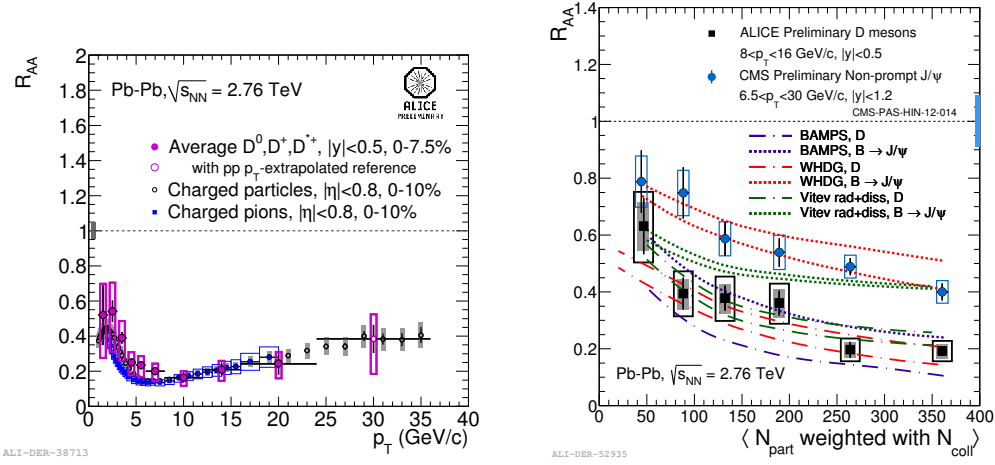 R_AA
2
1.8
1.6
1.4
1.2
1
0.8
0.6
0.4
0.2
0
Pb-Pb, √s_NN = 2.76 TeV
ALICE
PRELIMINARY
Average D⁰,D⁺,D*⁺, |y|<0.5, 0-7.5%
with pp p_T-extrapolated reference
Charged particles, |η|<0.8, 0-10%
Charged pions, |η|<0.8, 0-10%
0 5 10 15 20 25 30 35 40
p_T (GeV/c)
ALI-DER-38713
R_AA
1.4
1.2
1
0.8
0.6
0.4
0.2
0.0
ALICE Preliminary D mesons
8<p_T<16 GeV/c, |y|<0.5
CMS Preliminary Non-prompt J/ψ
6.5<p_T<30 GeV/c, |y|<1.2
CMS-PAS-HIN-12-014
BAMPS, D
BAMPS, B → J/ψ
WHDG, D
WHDG, B → J/ψ
Vitev rad+diss, D
Vitev rad+diss, B → J/ψ
Pb-Pb, √s_NN = 2.76 TeV
0 50 100 150 200 250 300 350 400
⟨ N_part weighted with N_coll ⟩
ALI-DER-52935